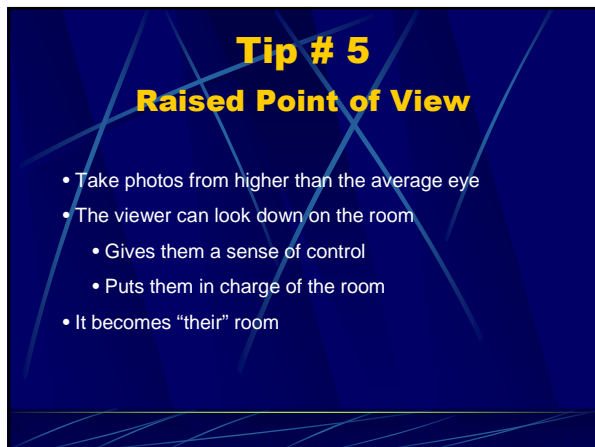 Tip # 5
Raised Point of View
• Take photos from higher than the average eye
• The viewer can look down on the room
• Gives them a sense of control
• Puts them in charge of the room
• It becomes “their” room